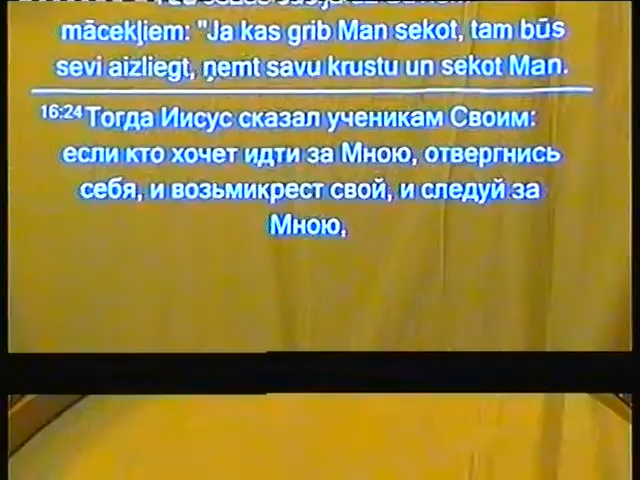 mācekļiem: "Ja kas grib Man sekot, tam būs
sevi aizliegt, ņemt savu krustu un sekot Man.
16:24 Тогда Иисус сказал ученикам Своим:
если кто хочет идти за Мною, отвергнись
себя, и возьмикрест свой, и следуй за
Мною,